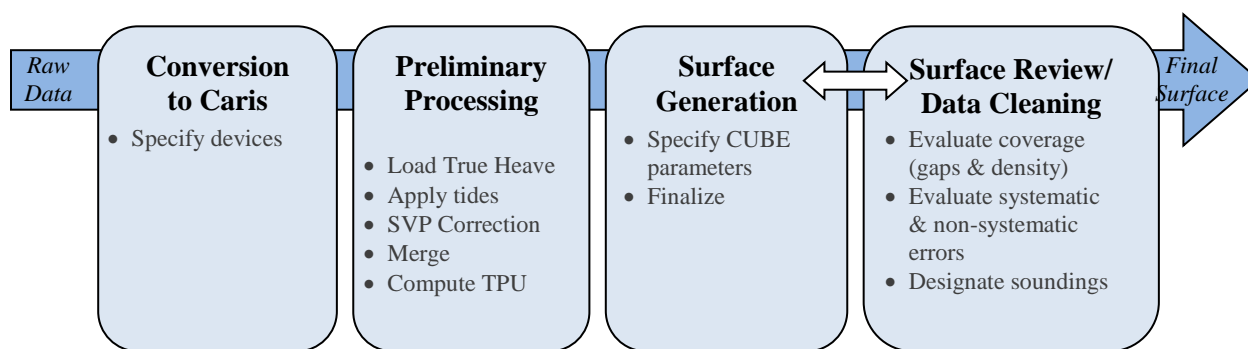 Raw
Data
Conversion
to Caris
• Specify devices
Preliminary
Processing
• Load True Heave
• Apply tides
• SVP Correction
• Merge
• Compute TPU
Surface
Generation
• Specify CUBE
parameters
• Finalize
Surface Review/
Data Cleaning
• Evaluate coverage
(gaps & density)
• Evaluate systematic
& non-systematic
errors
• Designate soundings
Final
Surface